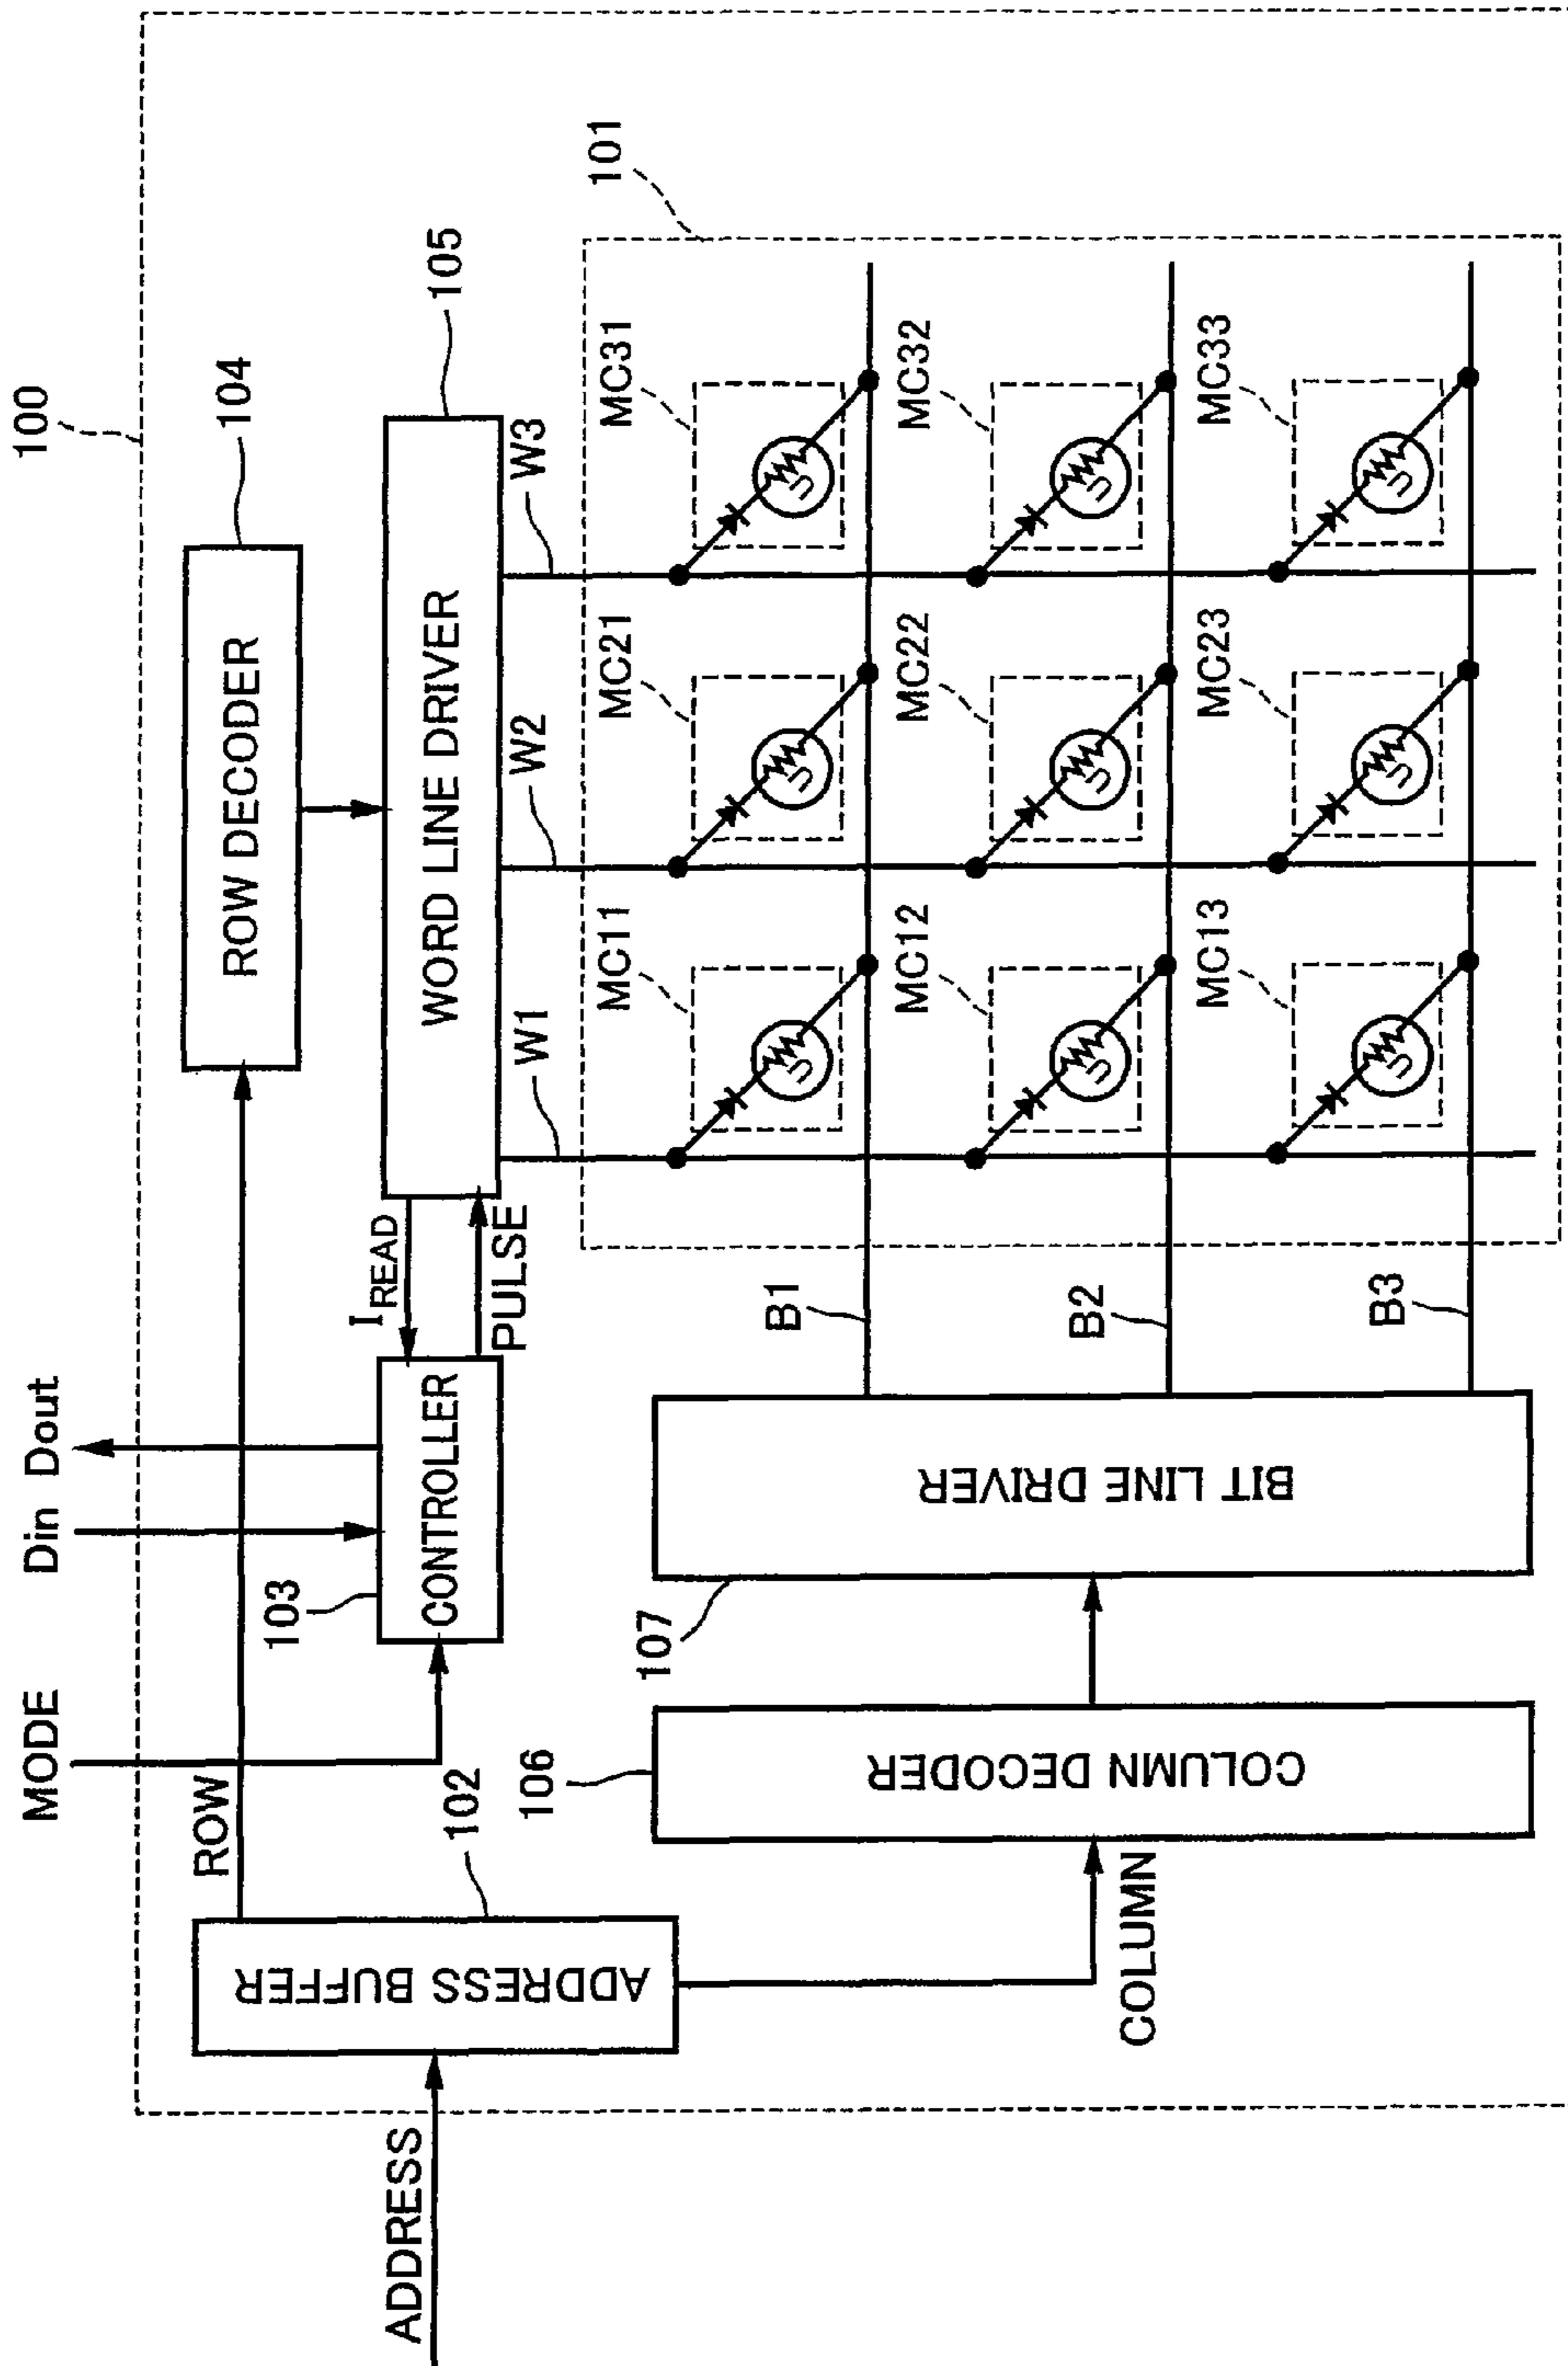 100
MODE
Din
Dout
ROW
104
ROW DECODER
103
CONTROLLER
I READ
PULSE
105
WORD LINE DRIVER
ADDRESS
ADDRESS BUFFER
102
W1
W2
W3
101
106
COLUMN DECODER
107
BIT LINE DRIVER
COLUMN
B1
B2
B3
MC11
MC21
MC31
MC12
MC22
MC32
MC13
MC23
MC33